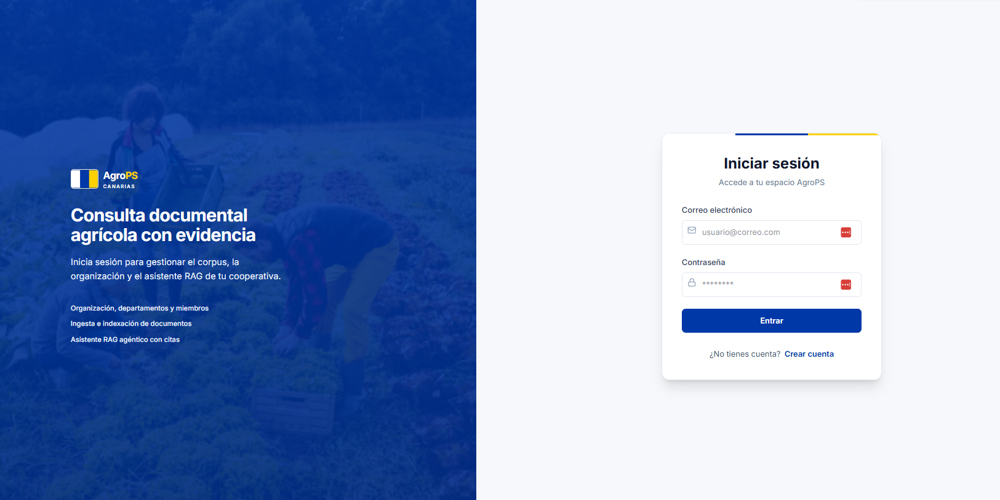 AgroPS
CANARIAS
Consulta documental
agrícola con evidencia
Inicia sesión para gestionar el corpus, la
organización y el asistente RAG de tu cooperativa.
Organización, departamentos y miembros
Ingesta e indexación de documentos
Asistente RAG agéntico con citas
Iniciar sesión
Accede a tu espacio AgroPS
Correo electrónico
usuario@correo.com
Contraseña
********
Entrar
¿No tienes cuenta? Crear cuenta